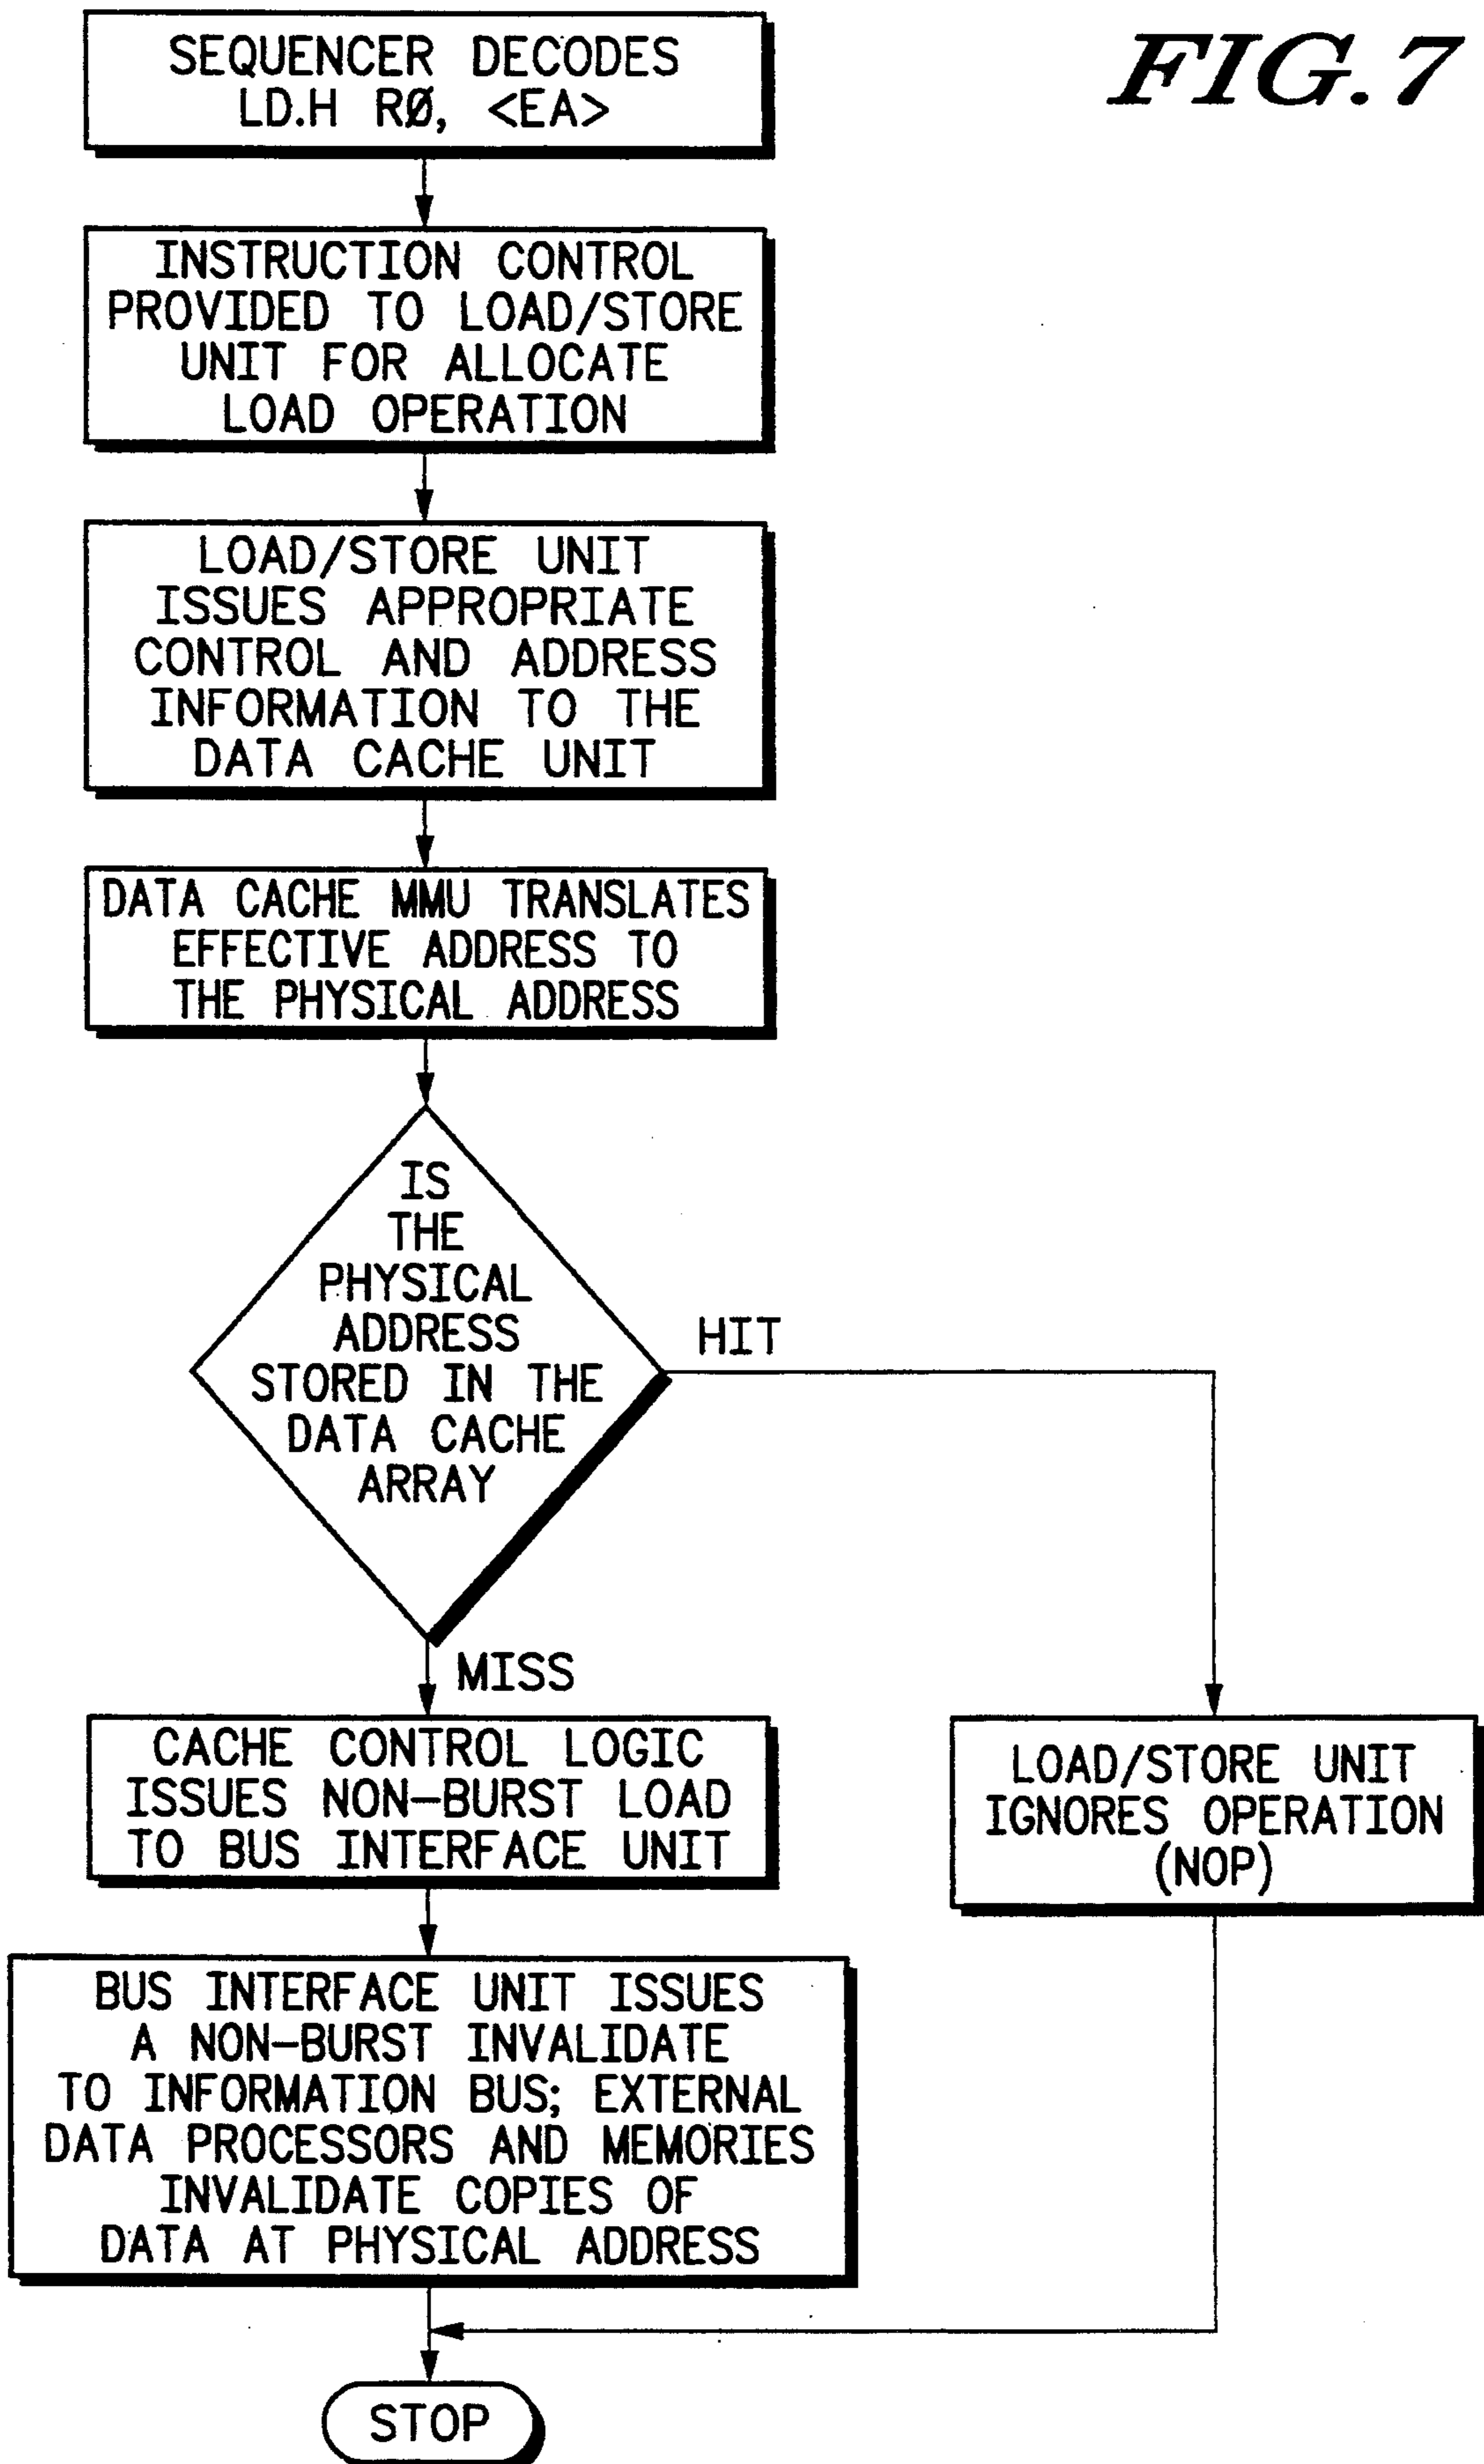 FIG. 7
SEQUENCER DECODES
LD.H RØ, <EA>
INSTRUCTION CONTROL
PROVIDED TO LOAD/STORE
UNIT FOR ALLOCATE
LOAD OPERATION
LOAD/STORE UNIT
ISSUES APPROPRIATE
CONTROL AND ADDRESS
INFORMATION TO THE
DATA CACHE UNIT
DATA CACHE MMU TRANSLATES
EFFECTIVE ADDRESS TO
THE PHYSICAL ADDRESS
IS
THE
PHYSICAL
ADDRESS
STORED IN THE
DATA CACHE
ARRAY
HIT
MISS
CACHE CONTROL LOGIC
ISSUES NON-BURST LOAD
TO BUS INTERFACE UNIT
LOAD/STORE UNIT
IGNORES OPERATION
(NOP)
BUS INTERFACE UNIT ISSUES
A NON-BURST INVALIDATE
TO INFORMATION BUS; EXTERNAL
DATA PROCESSORS AND MEMORIES
INVALIDATE COPIES OF
DATA AT PHYSICAL ADDRESS
STOP